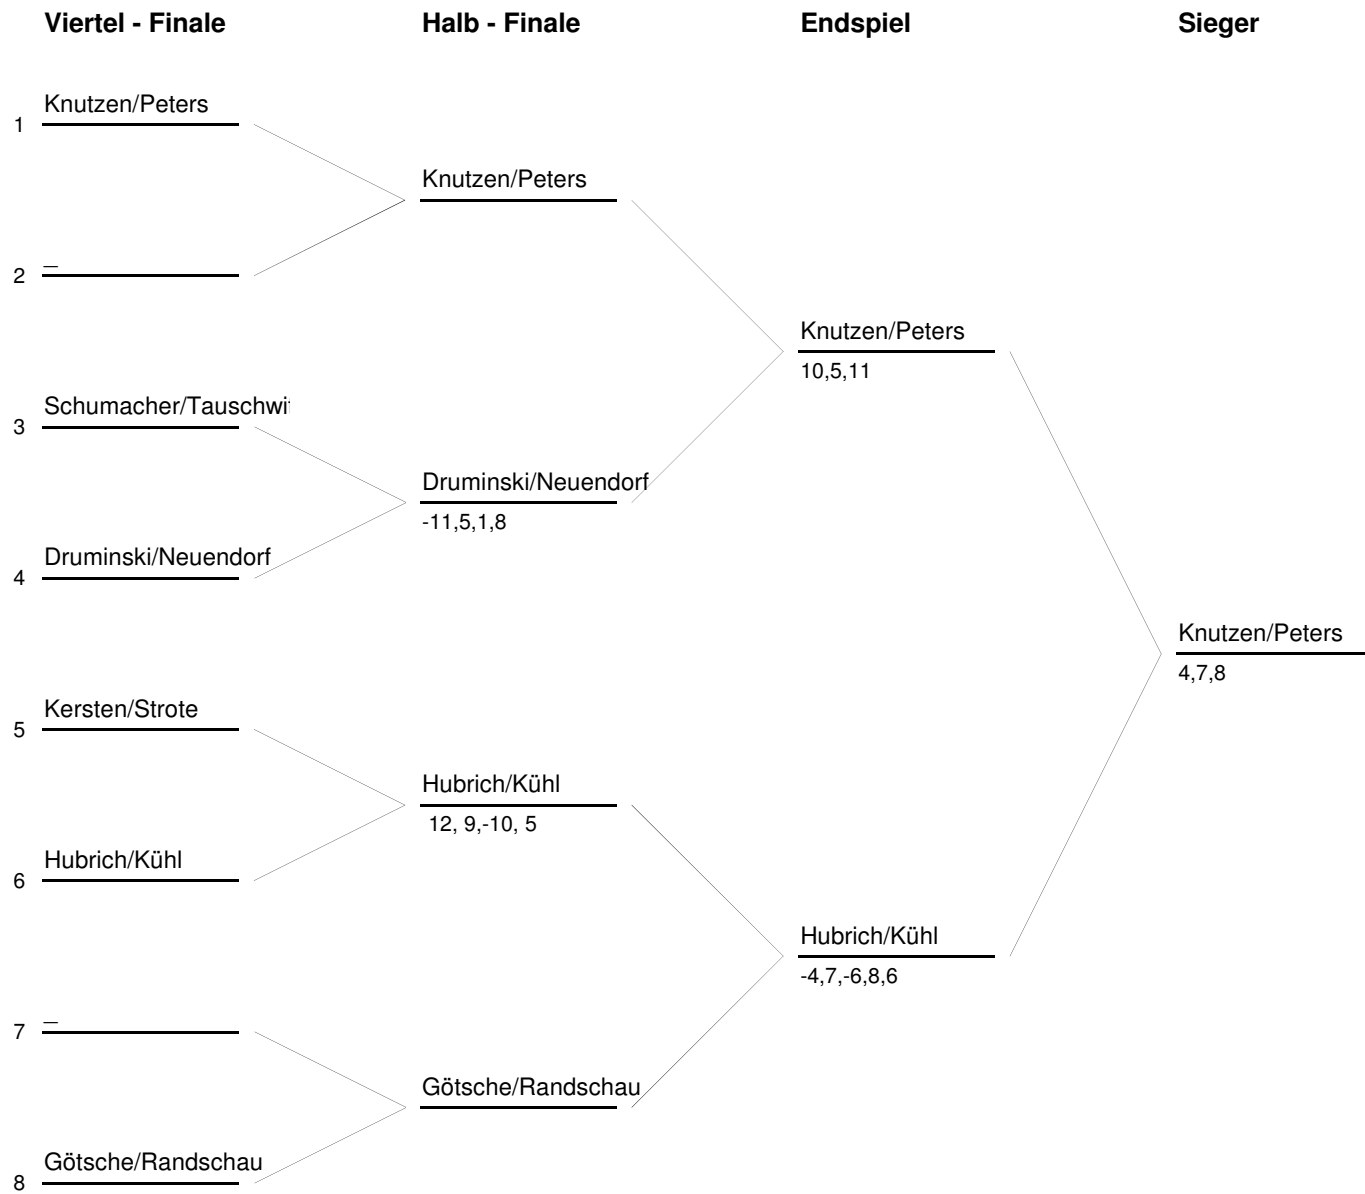 Viertel - Finale Halb - Finale Endspiel Sieger
Knutzen/Peters
1
Knutzen/Peters
2 _
Knutzen/Peters
10,5,11
Schumacher/Tauschwi
3
Druminski/Neuendorf
-11,5,1,8
Druminski/Neuendorf
4
Knutzen/Peters
4,7,8
Kersten/Strote
5
Hubrich/Kühl
12, 9,-10, 5
Hubrich/Kühl
6
Hubrich/Kühl
-4,7,-6,8,6
7 _
Götsche/Randschau
Götsche/Randschau
8